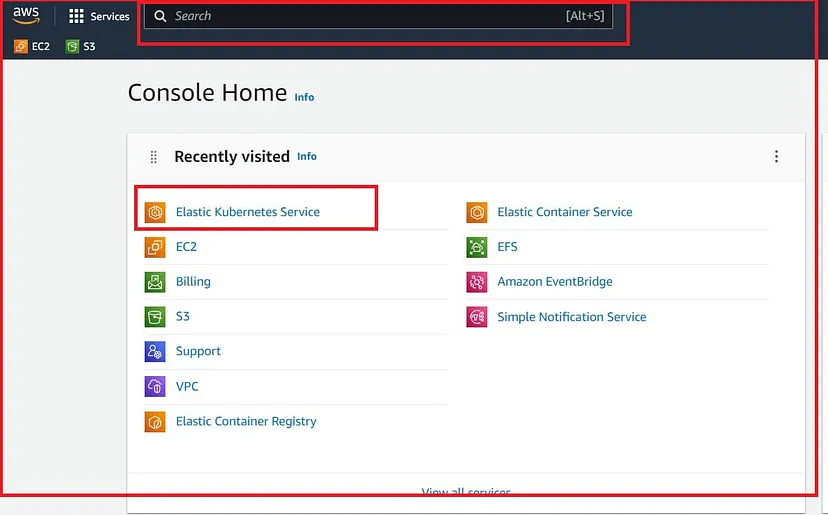 aws
Services
Search
[Alt+S]
EC2
S3
Console Home Info
Recently visited Info
Elastic Kubernetes Service
EC2
Billing
S3
Support
VPC
Elastic Container Registry
Elastic Container Service
EFS
Amazon EventBridge
Simple Notification Service
View all services